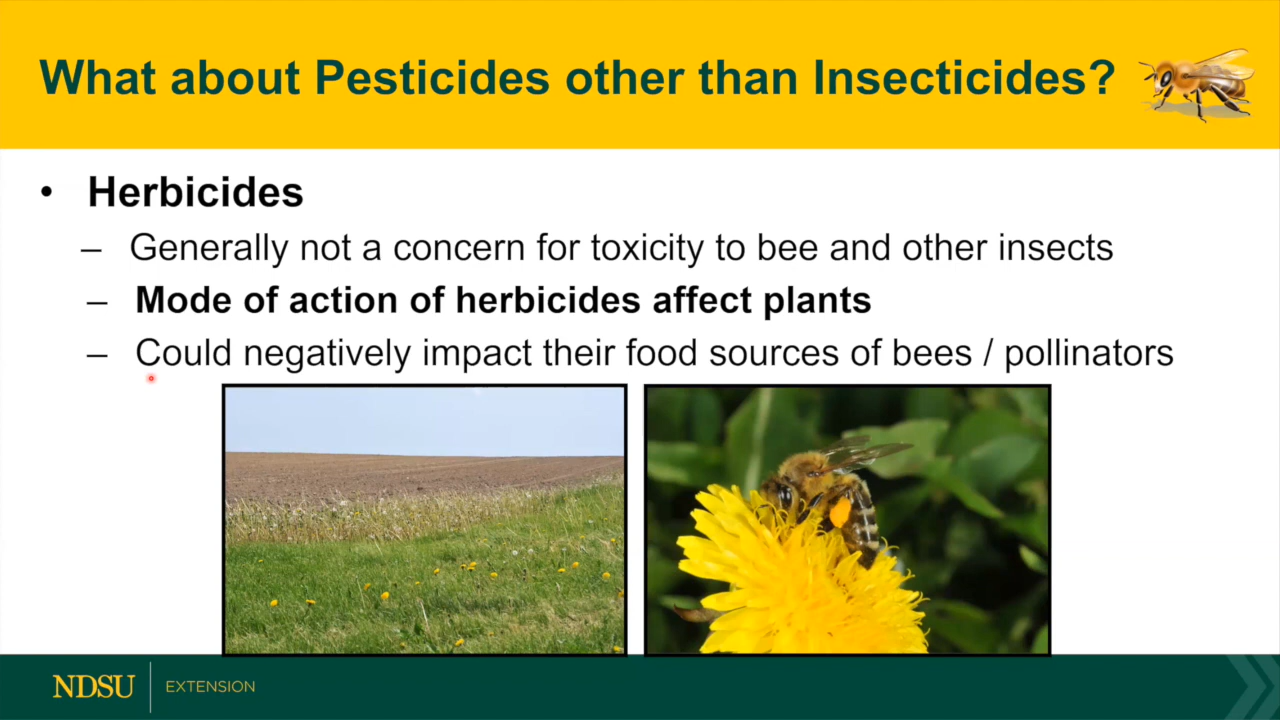 What about Pesticides other than Insecticides?
• Herbicides
– Generally not a concern for toxicity to bee and other insects
– Mode of action of herbicides affect plants
– Could negatively impact their food sources of bees / pollinators
NDSU EXTENSION